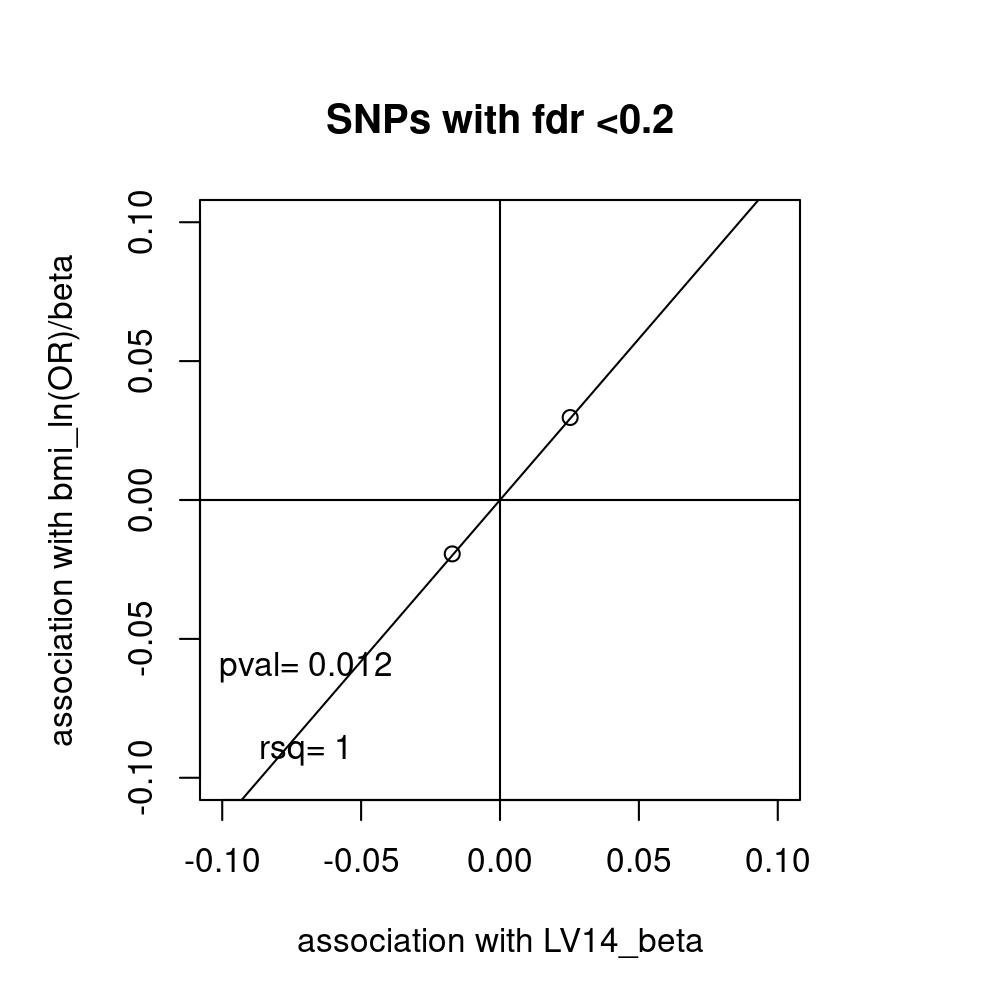 SNPs with fdr <0.2
association with bmi_ln(OR)/beta
0.10
0.05
0.00
-0.05
-0.10
pval= 0.012
rsq= 1
-0.10 -0.05 0.00 0.05 0.10
association with LV14_beta